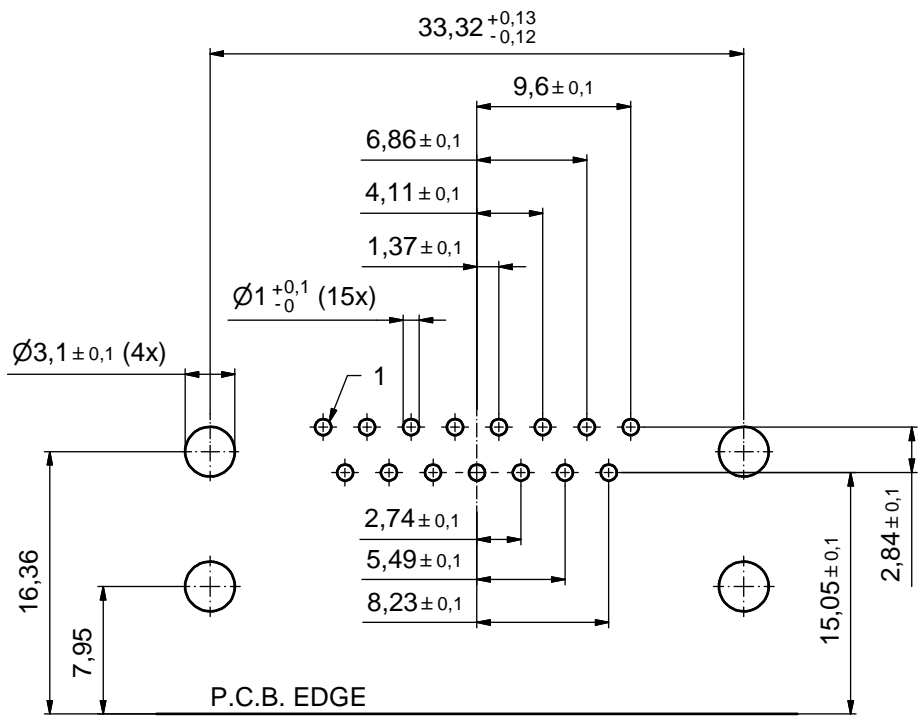 33,32 +0,13 -0,12
9,6 ± 0,1
6,86 ± 0,1
4,11 ± 0,1
1,37 ± 0,1
Ø1 +0,1 -0 (15x)
Ø3,1 ± 0,1 (4x)
1
2,74 ± 0,1
5,49 ± 0,1
8,23 ± 0,1
16,36
7,95
15,05 ± 0,1
2,84 ± 0,1
P.C.B. EDGE